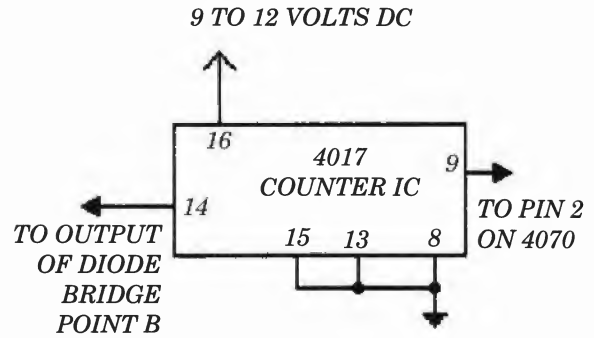 9 TO 12 VOLTS DC
16
4017
COUNTER IC
9
14
TO OUTPUT
OF DIODE
BRIDGE
POINT B
15 13 8
TO PIN 2
ON 4070